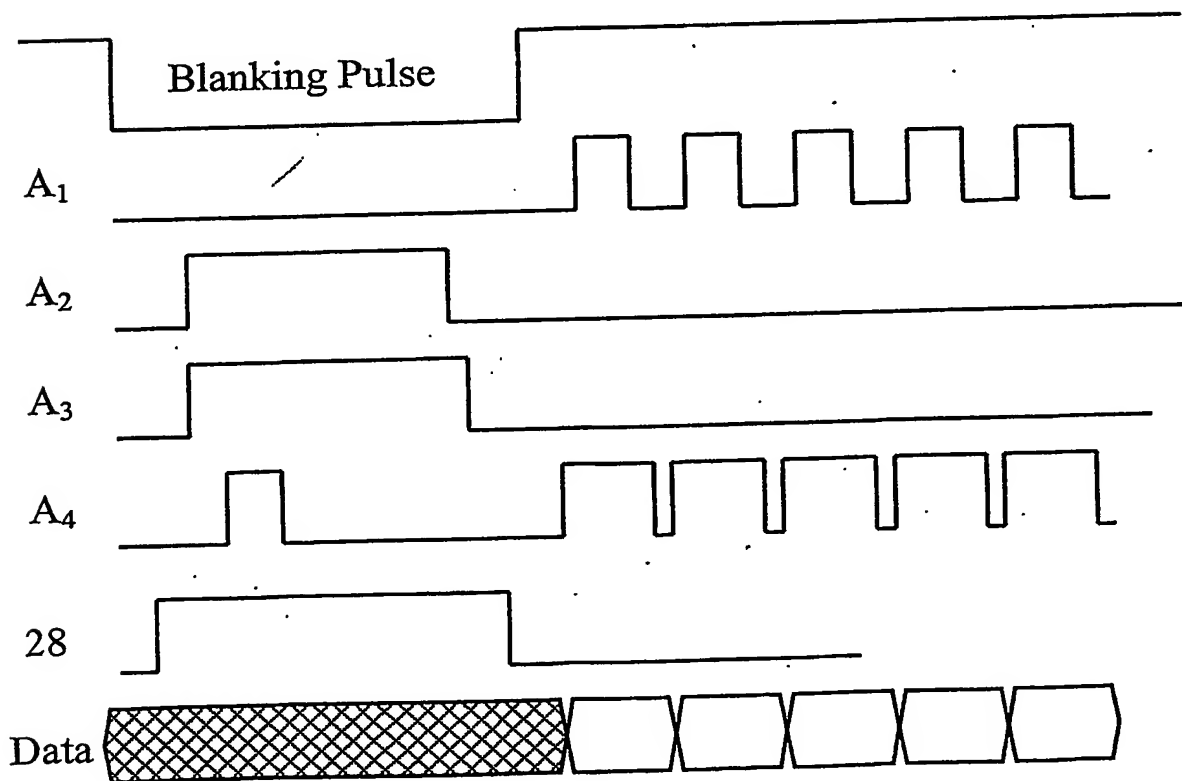 Blanking Pulse
A₁
A₂
A₃
A₄
28
Data